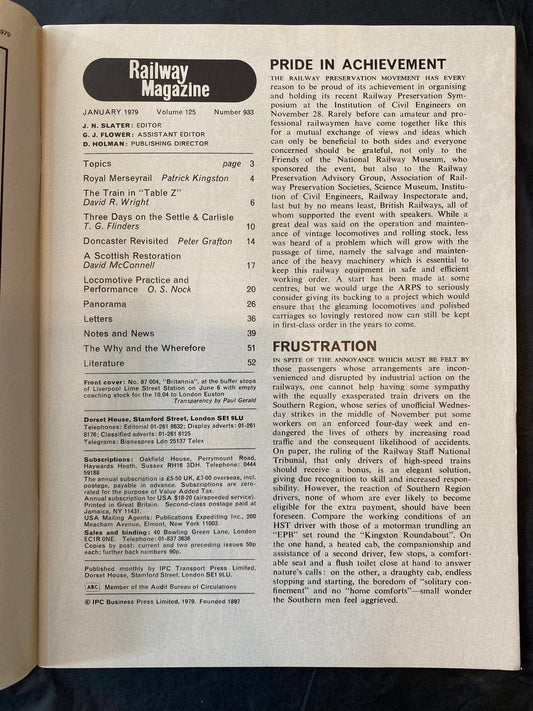 1979
Railway
Magazine
JANUARY 1979 Volume 125 Number 933
J. N. SLATER: EDITOR
G. J. FLOWER: ASSISTANT EDITOR
D. HOLMAN: PUBLISHING DIRECTOR
Topics page 3
Royal Merseyrail Patrick Kingston 4
The Train in "Table Z"
David R. Wright 6
Three Days on the Settle & Carlisle
T. G. Flinders 10
Doncaster Revisited Peter Grafton 14
A Scottish Restoration
David McConnell 17
Locomotive Practice and
Performance O. S. Nock 20
Panorama 26
Letters 36
Notes and News 39
The Why and the Wherefore 51
Literature 52
Front cover: No. 87 004, "Britannia", at the buffer stops
of Liverpool Lime Street Station on June 6 with empty
coaching stock for the 10.04 to London Euston
Transparency by Paul Gerald
Dorset House, Stamford Street, London SE1 9LU
Telephones: Editorial 01-261 8632; Display adverts: 01-261
8176; Classified adverts: 01-261 8125
Telegrams: Bisnespres Ldn 25137 Telex
Subscriptions: Oakfield House, Perrymount Road,
Haywards Heath, Sussex RH16 3DH. Telephone: 0444
59188
The annual subscription is £5·50 UK, £7·00 overseas, incl.
postage, payable in advance. Subscriptions are zero-
rated for the purpose of Value Added Tax.
Annual subscription for USA $18·20 (airspeeded service).
Printed in Great Britain. Second-class postage paid at
Jamaica, NY 11431.
USA Mailing Agents: Publications Expediting Inc., 200
Meacham Avenue, Elmont, New York 11003.
Sales and binding: 40 Bowling Green Lane, London
EC1R 0NE. Telephone: 01-837 3636
Copies by post: current and two preceding issues 50p
each; further back numbers 90p.
Published monthly by IPC Transport Press Limited,
Dorset House, Stamford Street, London SE1 9LU.
ABC Member of the Audit Bureau of Circulations
© IPC Business Press Limited, 1979. Founded 1897
PRIDE IN ACHIEVEMENT
THE RAILWAY PRESERVATION MOVEMENT HAS EVERY
reason to be proud of its achievement in organising
and holding its recent Railway Preservation Sym-
posium at the Institution of Civil Engineers on
November 28. Rarely before can amateur and pro-
fessional railwaymen have come together like this
for a mutual exchange of views and ideas which
can only be beneficial to both sides and everyone
concerned should be grateful, not only to the
Friends of the National Railway Museum, who
sponsored the event, but also to the Railway
Preservation Advisory Group, Association of Rail-
way Preservation Societies, Science Museum, Institu-
tion of Civil Engineers, Railway Inspectorate and,
last but by no means least, British Railways, all of
whom supported the event with speakers. While a
great deal was said on the operation and mainten-
ance of vintage locomotives and rolling stock, less
was heard of a problem which will grow with the
passage of time, namely the salvage and mainten-
ance of the heavy machinery which is essential to
keep this railway equipment in safe and efficient
working order. A start has been made at some
centres, but we would urge the ARPS to seriously
consider giving its backing to a project which would
ensure that the gleaming locomotives and polished
carriages so lovingly restored now can still be kept
in first-class order in the years to come.
FRUSTRATION
IN SPITE OF THE ANNOYANCE WHICH MUST BE FELT BY
those passengers whose arrangements are incon-
venienced and disrupted by industrial action on the
railways, one cannot help having some sympathy
with the equally exasperated train drivers on the
Southern Region, whose series of unofficial Wednes-
day strikes in the middle of November put some
workers on an enforced four-day week and en-
dangered the lives of others by increasing road
traffic and the consequent likelihood of accidents.
On paper, the ruling of the Railway Staff National
Tribunal, that only drivers of high-speed trains
should receive a bonus, is an elegant solution,
giving due recognition to skill and increased respon-
sibility. However, the reaction of Southern Region
drivers, none of whom are ever likely to become
eligible for the extra payment, should have been
foreseen. Compare the working conditions of an
HST driver with those of a motorman trundling an
"EPB" set round the "Kingston Roundabout". On
the one hand, a heated cab, the companionship and
assistance of a second driver, few stops, a comfort-
able seat and a flush toilet close at hand to answer
nature's calls: on the other, a draughty cab, endless
stopping and starting, the boredom of "solitary con-
finement" and no "home comforts"—small wonder
the Southern men feel aggrieved.